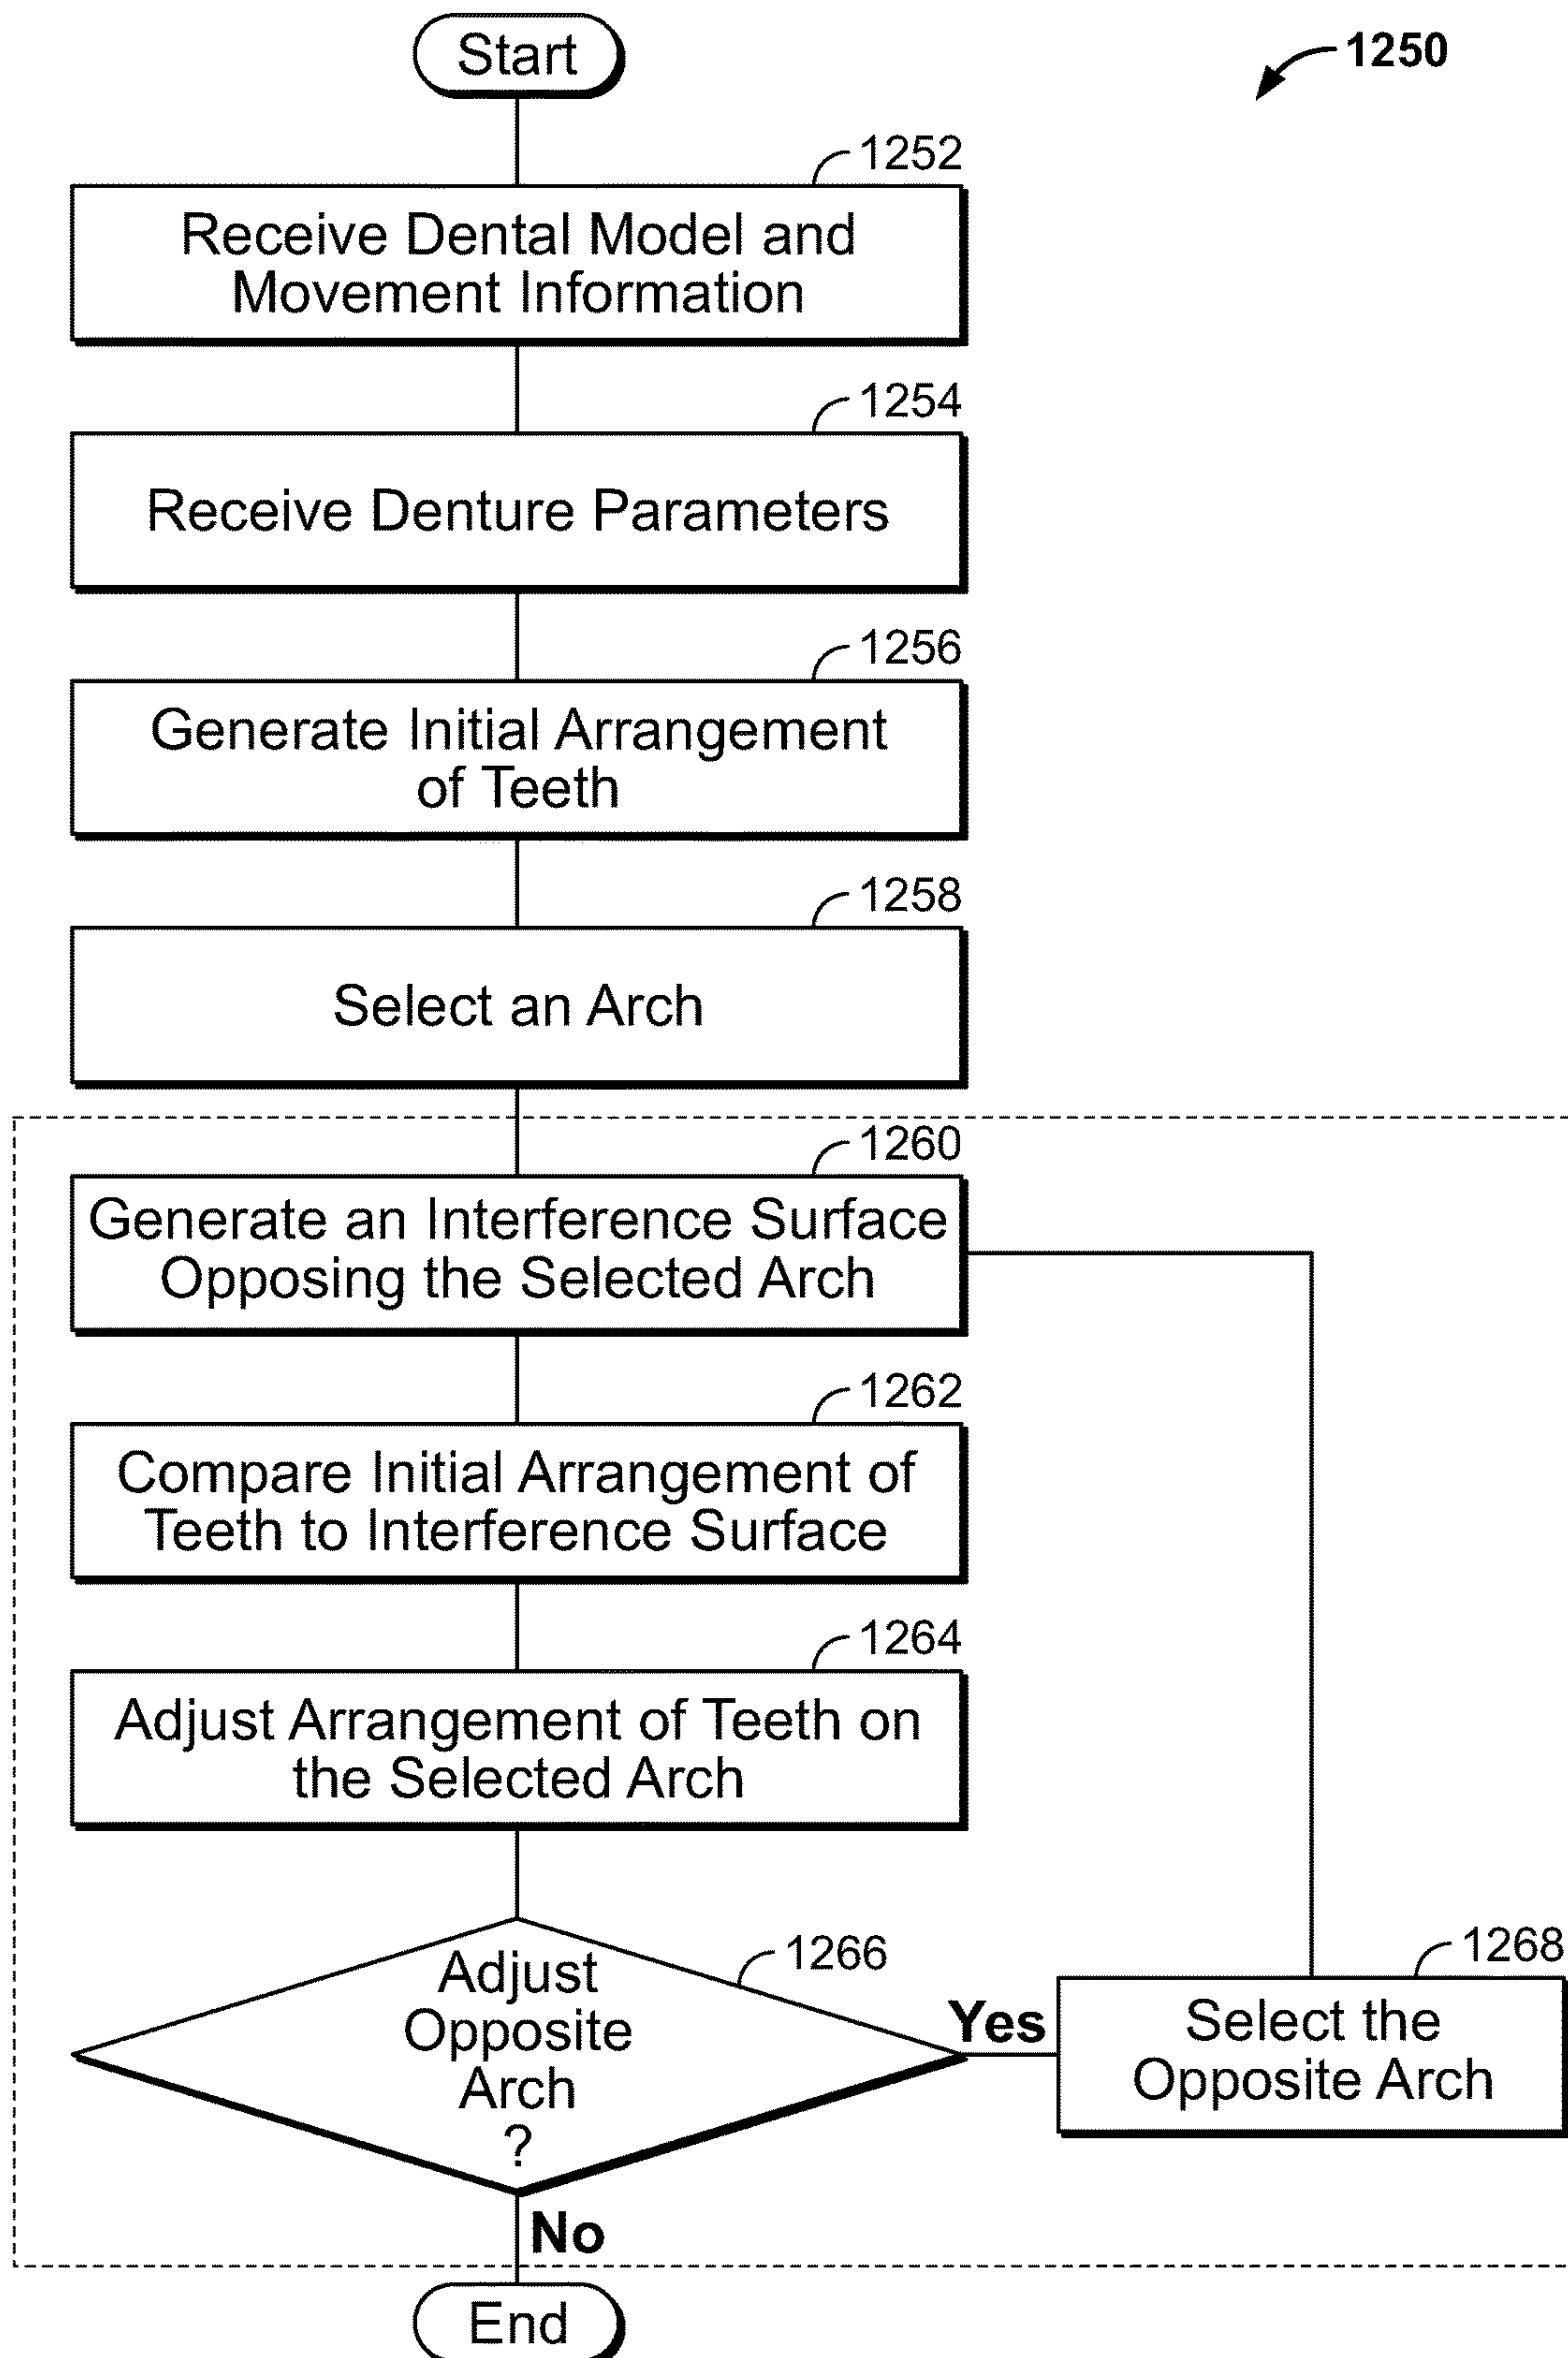 Start
1250
1252
Receive Dental Model and
Movement Information
1254
Receive Denture Parameters
1256
Generate Initial Arrangement
of Teeth
1258
Select an Arch
1260
Generate an Interference Surface
Opposing the Selected Arch
1262
Compare Initial Arrangement of
Teeth to Interference Surface
1264
Adjust Arrangement of Teeth on
the Selected Arch
1266
Adjust
Opposite
Arch
?
Yes
1268
Select the
Opposite Arch
No
End